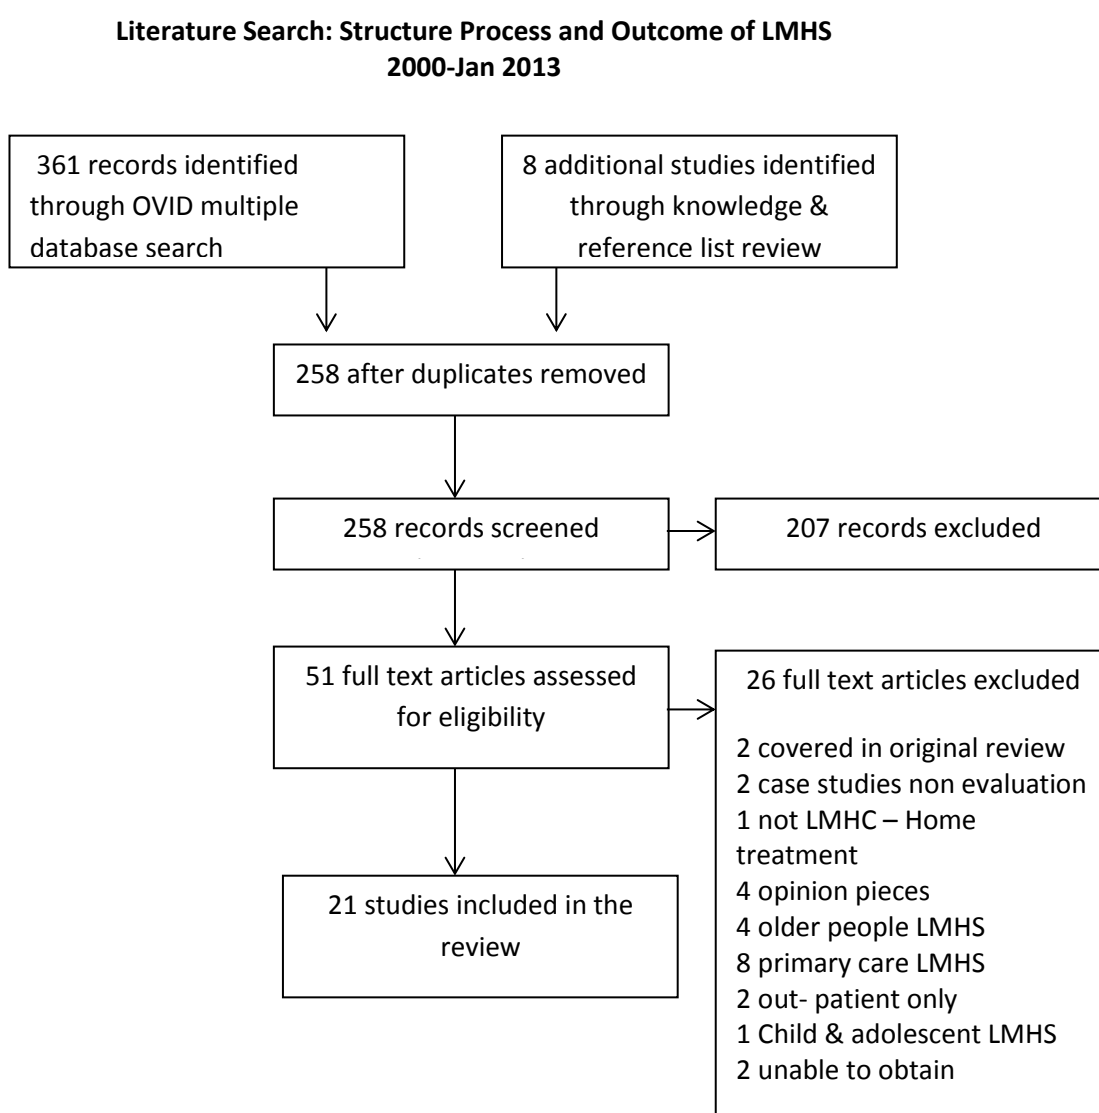 Literature Search: Structure Process and Outcome of LMHS
2000-Jan 2013
361 records identified
through OVID multiple
database search
8 additional studies identified
through knowledge &
reference list review
258 after duplicates removed
258 records screened
207 records excluded
51 full text articles assessed
for eligibility
26 full text articles excluded
2 covered in original review
2 case studies non evaluation
1 not LMHC – Home
treatment
4 opinion pieces
4 older people LMHS
8 primary care LMHS
2 out- patient only
1 Child & adolescent LMHS
2 unable to obtain
21 studies included in the
review